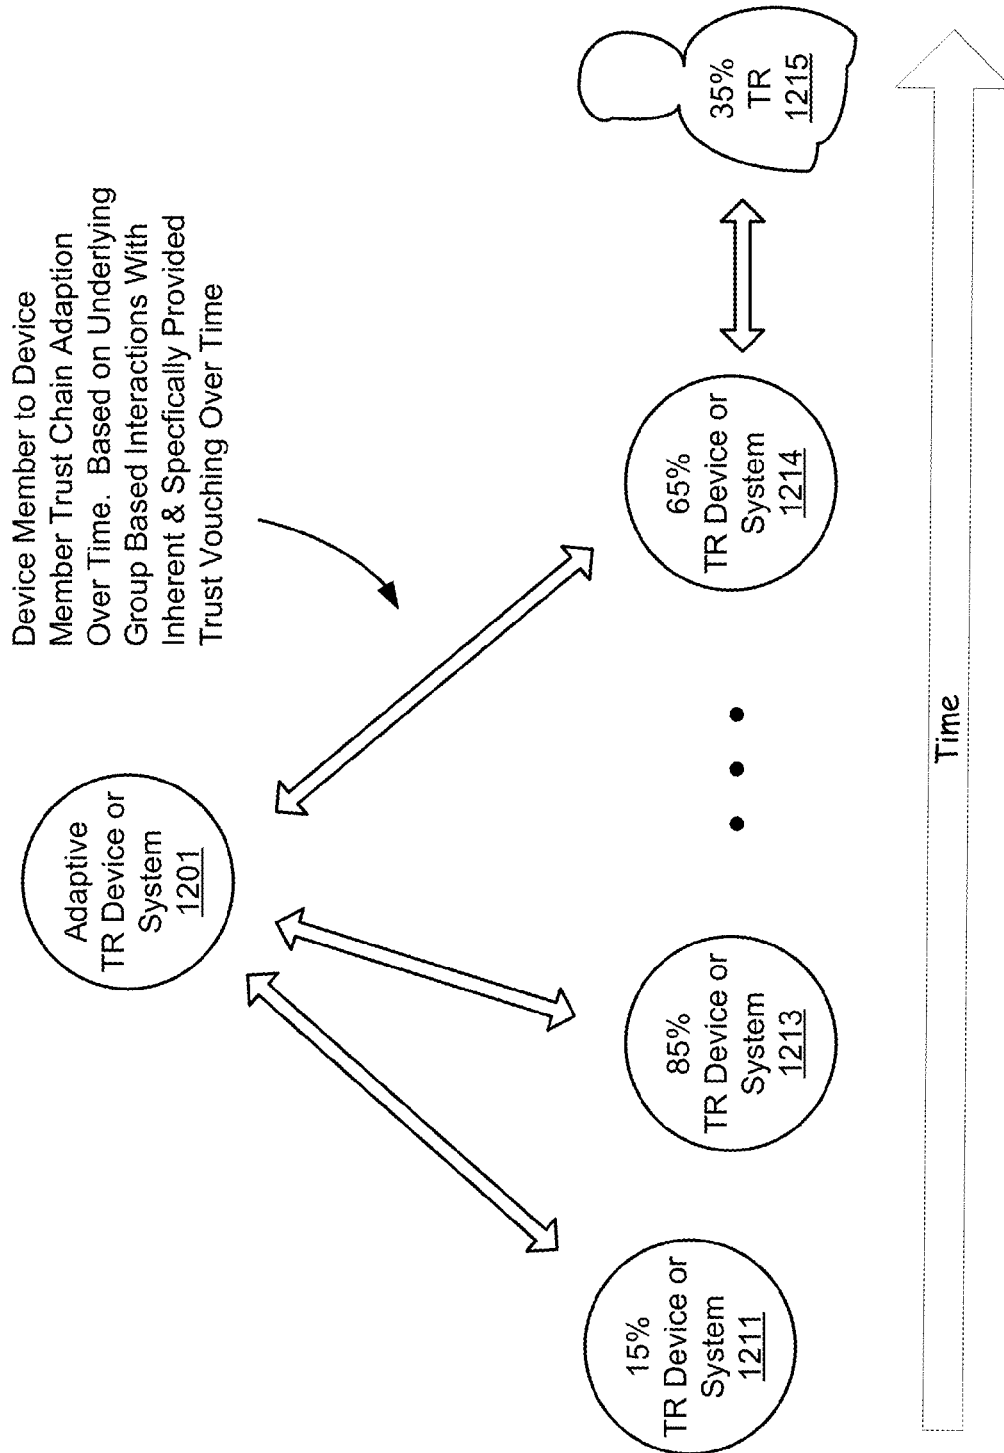 Device Member to Device
Member Trust Chain Adaption
Over Time.  Based on Underlying
Group Based Interactions With
Inherent & Specfically Provided
Trust Vouching Over Time
Adaptive
TR Device or
System
1201
15%
TR Device or
System
1211
85%
TR Device or
System
1213
65%
TR Device or
System
1214
35%
TR
1215
Time